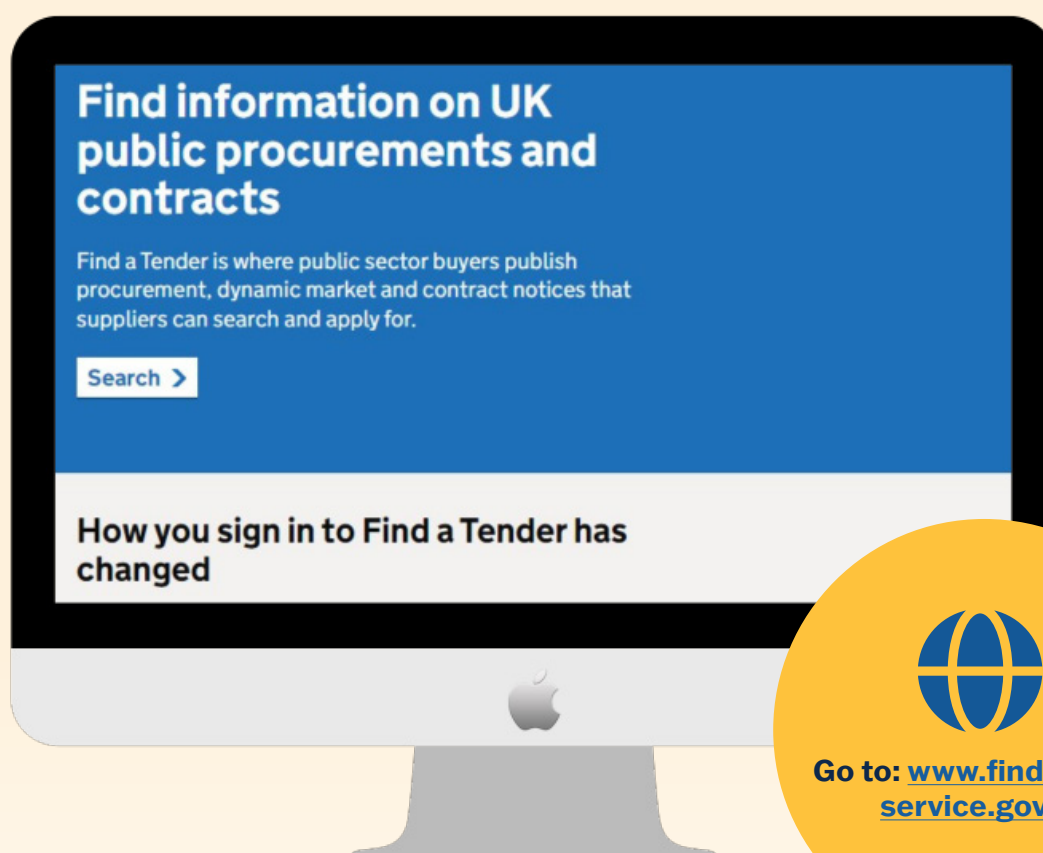 Find information on UK
public procurements and
contracts
Find a Tender is where public sector buyers publish
procurement, dynamic market and contract notices that
suppliers can search and apply for.
Search >
How you sign in to Find a Tender has
changed
Go to: www.find
service.gov